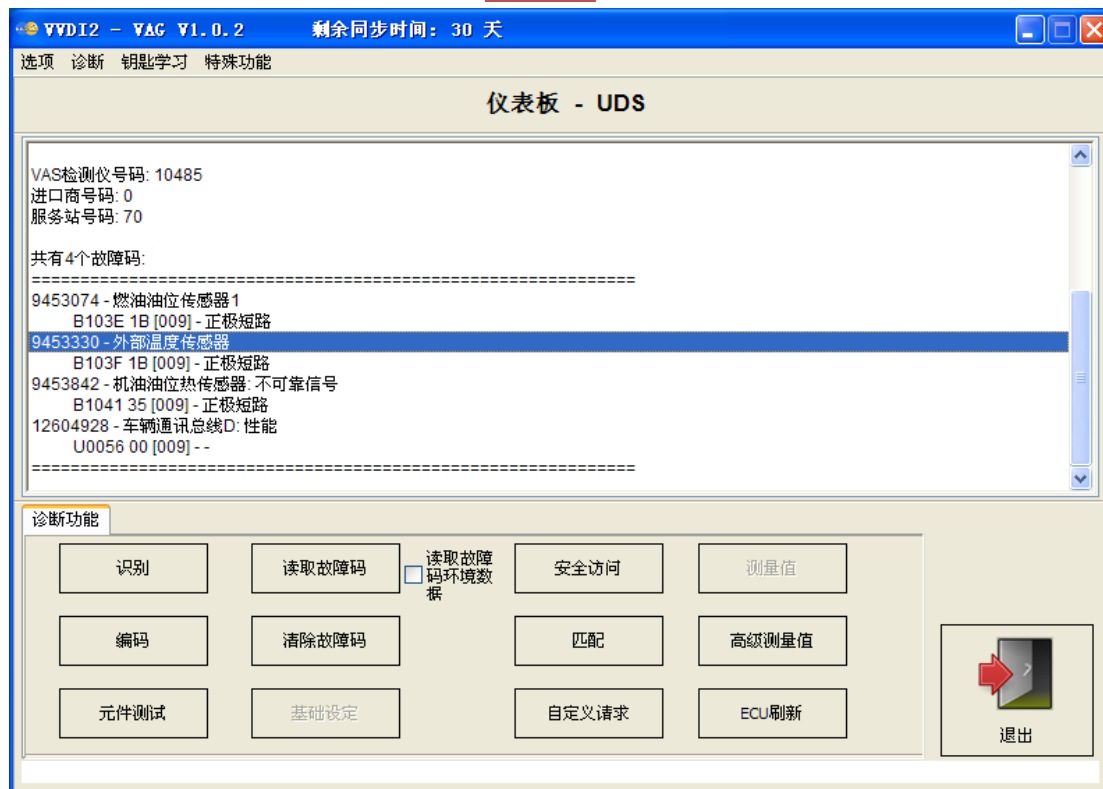 VVDI2 - VAG V1.0.2 剩余同步时间: 30 天
选项 诊断 钥匙学习 特殊功能
仪表板 - UDS
VAS检测仪号码: 10485
进口商号码: 0
服务站号码: 70
共有4个故障码:
==============================================================
9453074 - 燃油油位传感器1
B103E 1B [009] - 正极短路
9453330 - 外部温度传感器
B103F 1B [009] - 正极短路
9453842 - 机油油位热传感器: 不可靠信号
B1041 35 [009] - 正极短路
12604928 - 车辆通讯总线D: 性能
U0056 00 [009] - -
==============================================================
诊断功能
识别 读取故障码 读取故障码环境数据 安全访问 测量值
编码 清除故障码 匹配 高级测量值
元件测试 基础设定 自定义请求 ECU刷新
退出